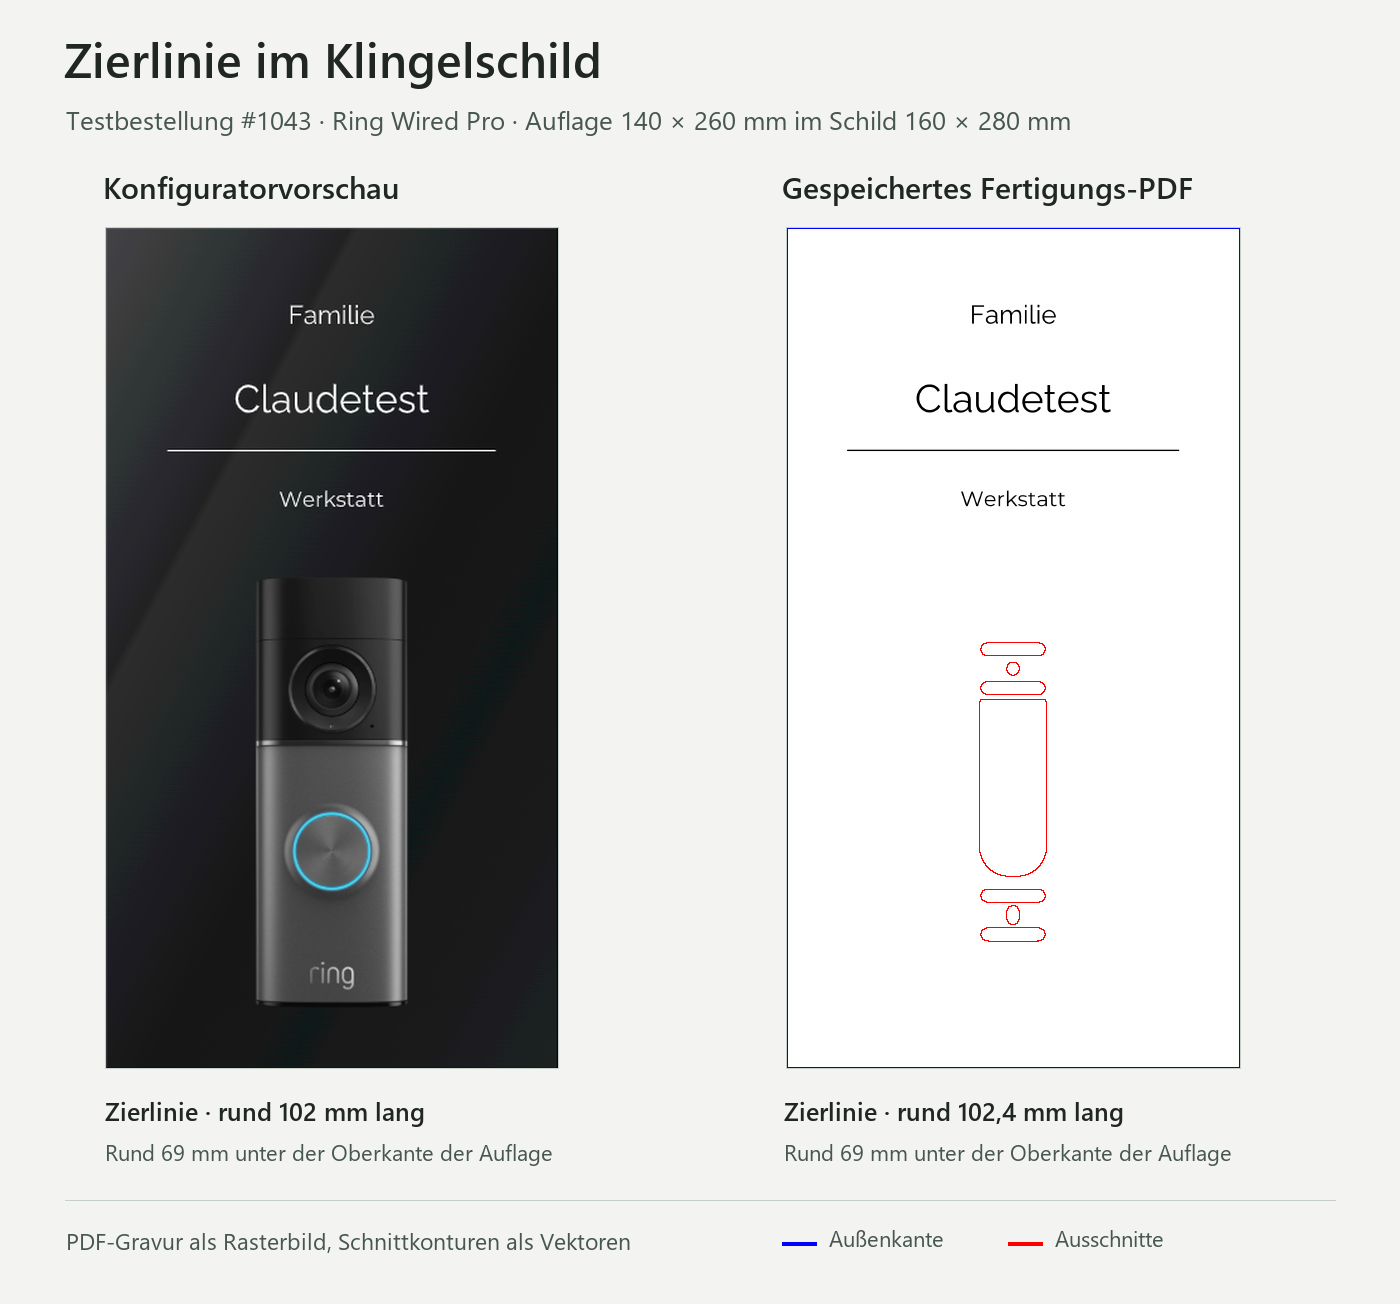 Zierlinie im Klingelschild
Testbestellung #1043 · Ring Wired Pro · Auflage 140 × 260 mm im Schild 160 × 280 mm
Konfiguratorvorschau
Familie
Claudetest
Werkstatt
ring
Zierlinie · rund 102 mm lang
Rund 69 mm unter der Oberkante der Auflage
Gespeichertes Fertigungs-PDF
Familie
Claudetest
Werkstatt
Zierlinie · rund 102,4 mm lang
Rund 69 mm unter der Oberkante der Auflage
PDF-Gravur als Rasterbild, Schnittkonturen als Vektoren
Außenkante
Ausschnitte